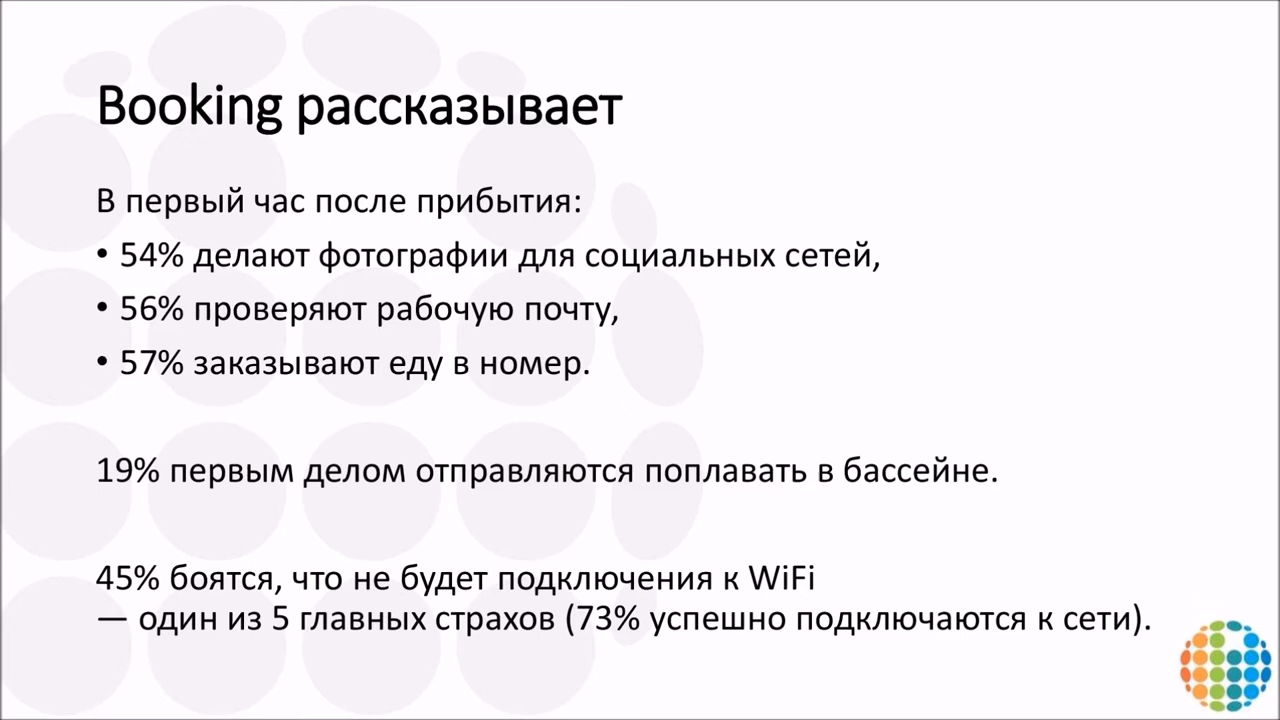 Booking рассказывает
В первый час после прибытия:
• 54% делают фотографии для социальных сетей,
• 56% проверяют рабочую почту,
• 57% заказывают еду в номер.
19% первым делом отправляются поплавать в бассейне.
45% боятся, что не будет подключения к WiFi
— один из 5 главных страхов (73% успешно подключаются к сети).